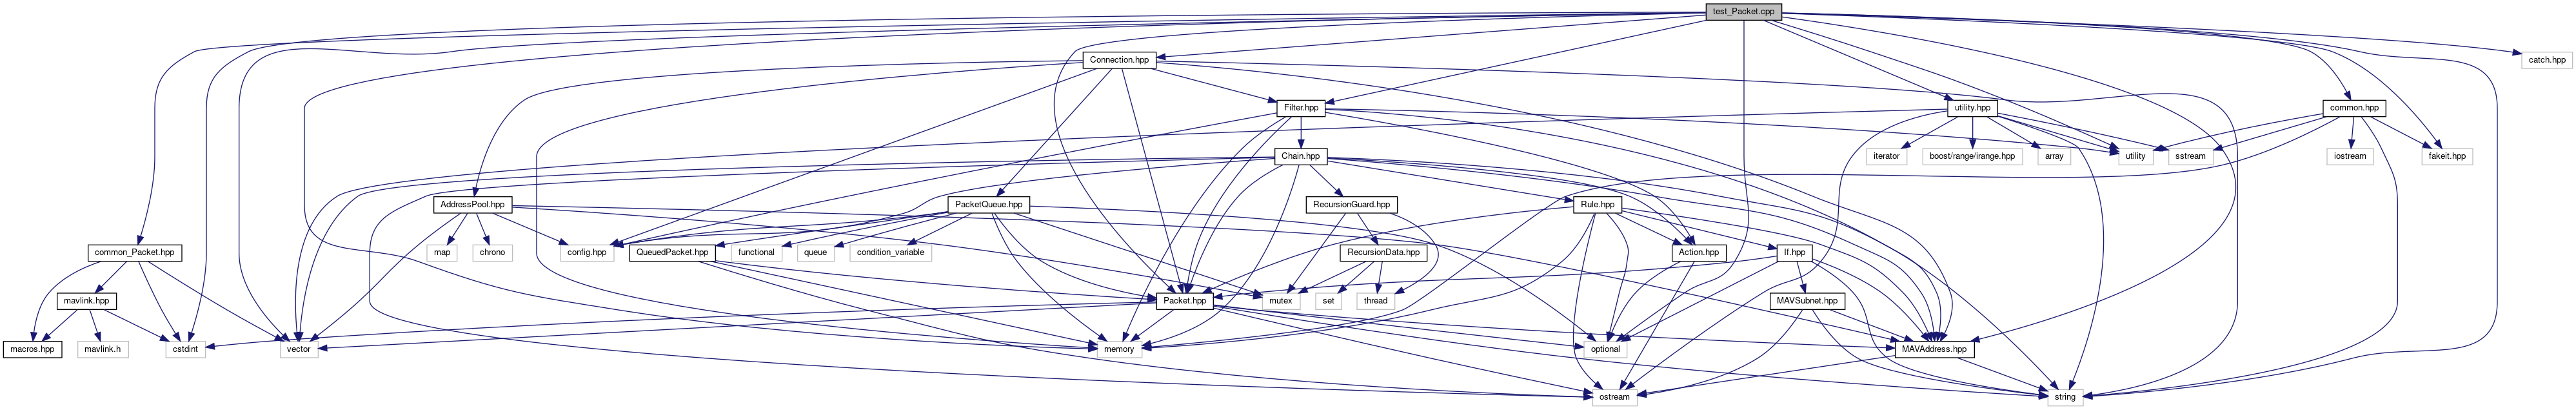 test_Packet.cpp
Connection.hpp
catch.hpp
Filter.hpp
utility.hpp
common.hpp
Chain.hpp
iterator
boost/range/irange.hpp
array
utility
sstream
iostream
fakeit.hpp
AddressPool.hpp
PacketQueue.hpp
RecursionGuard.hpp
Rule.hpp
common_Packet.hpp
map
chrono
config.hpp
QueuedPacket.hpp
functional
queue
condition_variable
RecursionData.hpp
Action.hpp
If.hpp
mavlink.hpp
Packet.hpp
mutex
set
thread
MAVSubnet.hpp
macros.hpp
mavlink.h
cstdint
vector
memory
optional
MAVAddress.hpp
ostream
string